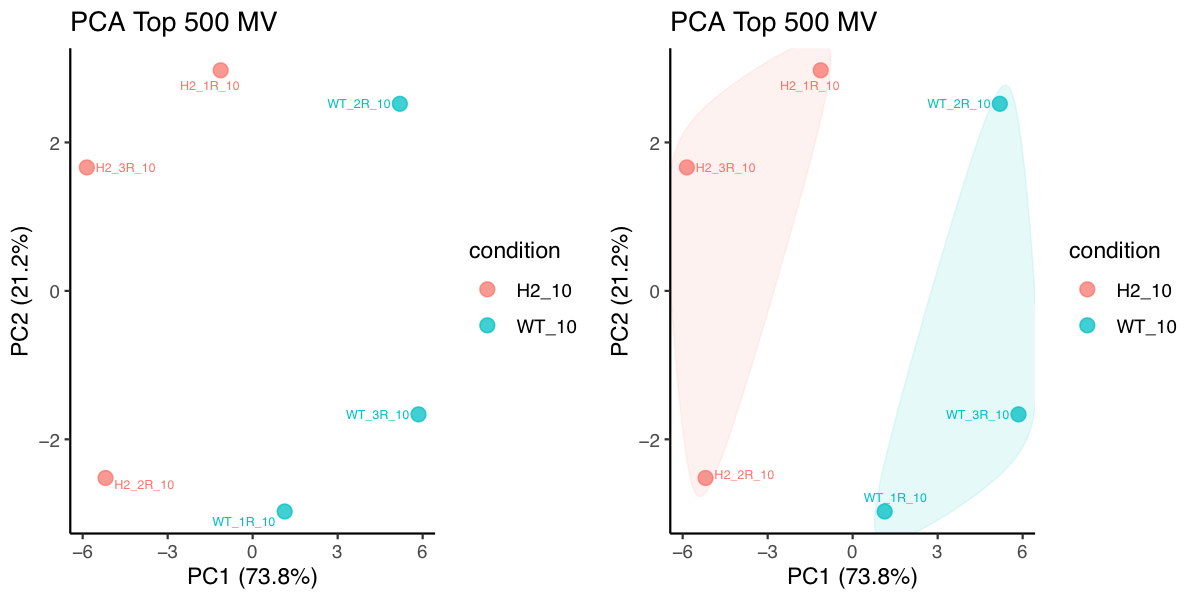 PCA Top 500 MV
H2_1R_10
WT_2R_10
H2_3R_10
WT_3R_10
H2_2R_10
WT_1R_10
2
0
−2
−6
−3
0
3
6
PC1 (73.8%)
PC2 (21.2%)
condition
H2_10
WT_10
PCA Top 500 MV
H2_1R_10
WT_2R_10
H2_3R_10
WT_3R_10
H2_2R_10
WT_1R_10
2
0
−2
−6
−3
0
3
6
PC1 (73.8%)
PC2 (21.2%)
condition
H2_10
WT_10